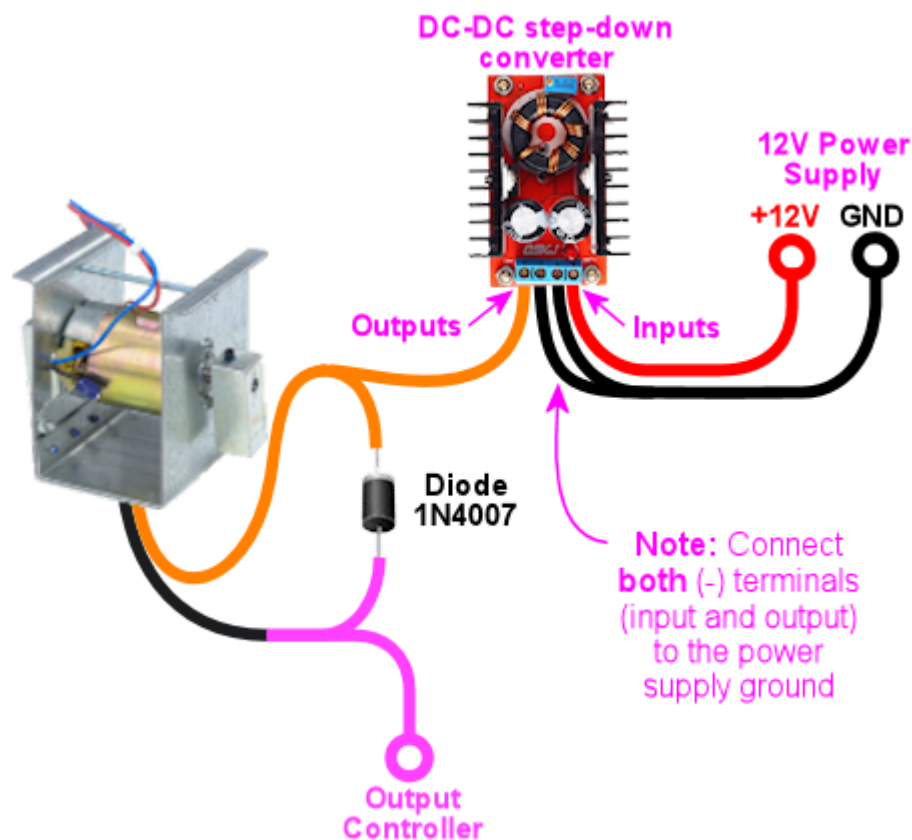 DC-DC step-down
converter
12V Power
Supply
+12V GND
Outputs
Inputs
Diode
1N4007
Note: Connect
both (-) terminals
(input and output)
to the power
supply ground
Output
Controller